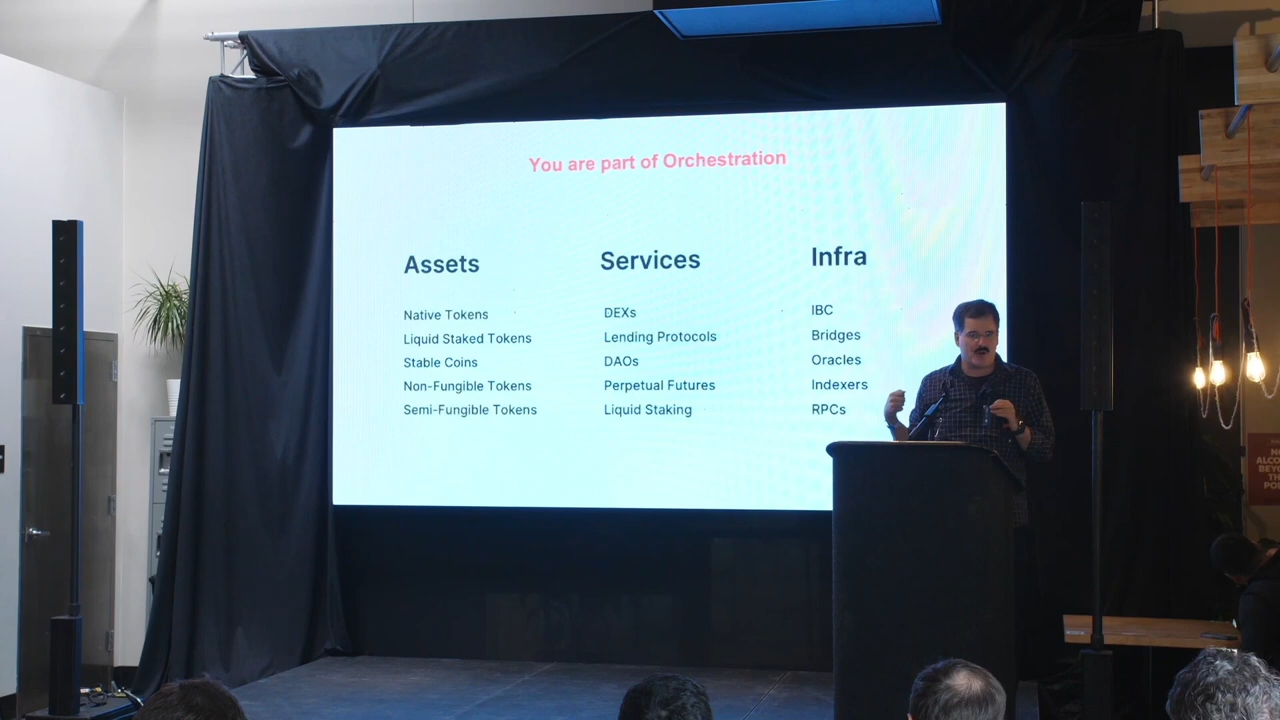 You are part of Orchestration
Assets
Native Tokens
Liquid Staked Tokens
Stable Coins
Non-Fungible Tokens
Semi-Fungible Tokens
Services
DEXs
Lending Protocols
DAOs
Perpetual Futures
Liquid Staking
Infra
IBC
Bridges
Oracles
Indexers
RPCs